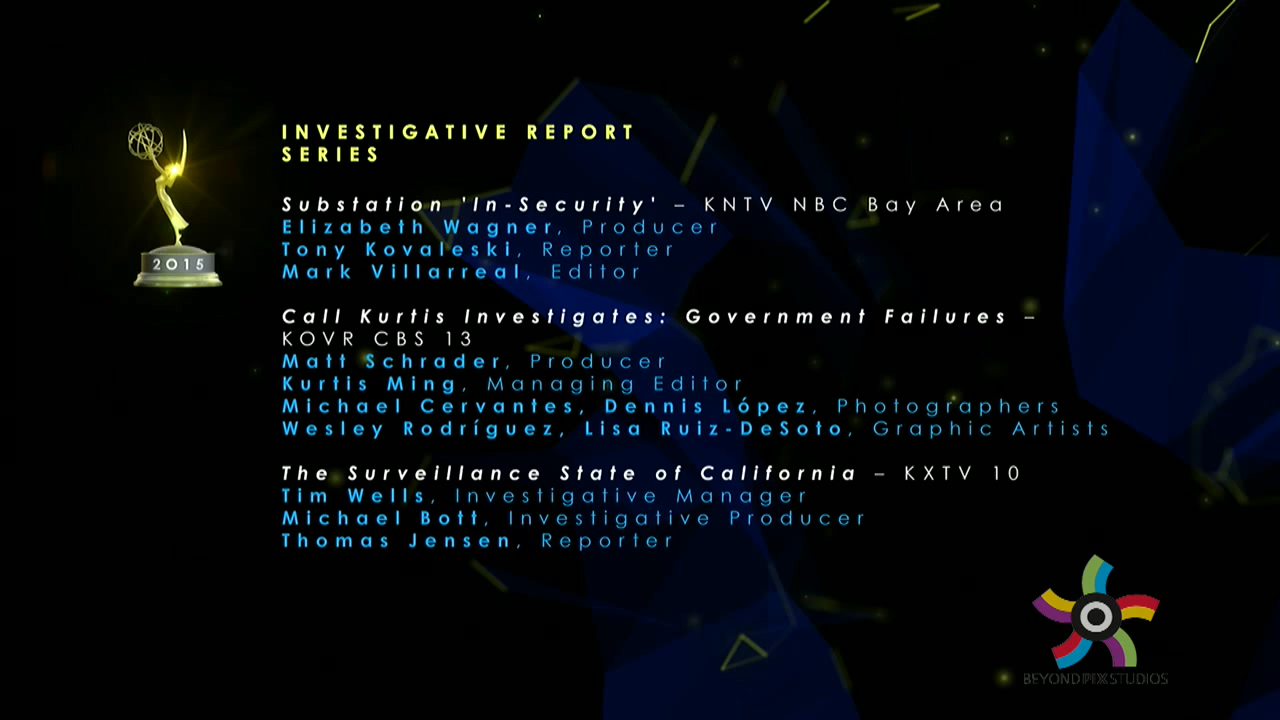 INVESTIGATIVE REPORT
SERIES
Substation 'In-Security' – KNTV NBC Bay Area
Elizabeth Wagner, Producer
Tony Kovaleski, Reporter
Mark Villarreal, Editor
Call Kurtis Investigates: Government Failures –
KOVR CBS 13
Matt Schrader, Producer
Kurtis Ming, Managing Editor
Michael Cervantes, Dennis López, Photographers
Wesley Rodríguez, Lisa Ruiz-DeSoto, Graphic Artists
The Surveillance State of California – KXTV 10
Tim Wells, Investigative Manager
Michael Bott, Investigative Producer
Thomas Jensen, Reporter
2015
BEYONDPIXSTUDIOS